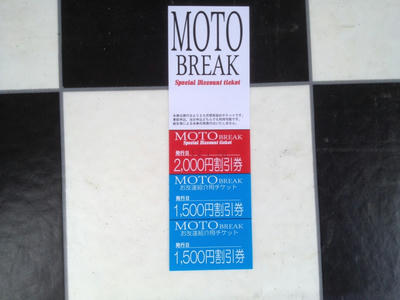 MOTO
BREAK
Special Discount ticket
MOTO BREAK
Special Discount ticket
発行日
2,000円割引券
MOTO BREAK
お友達紹介用チケット
発行日
1,500円割引券
MOTO BREAK
お友達紹介用チケット
発行日
1,500円割引券